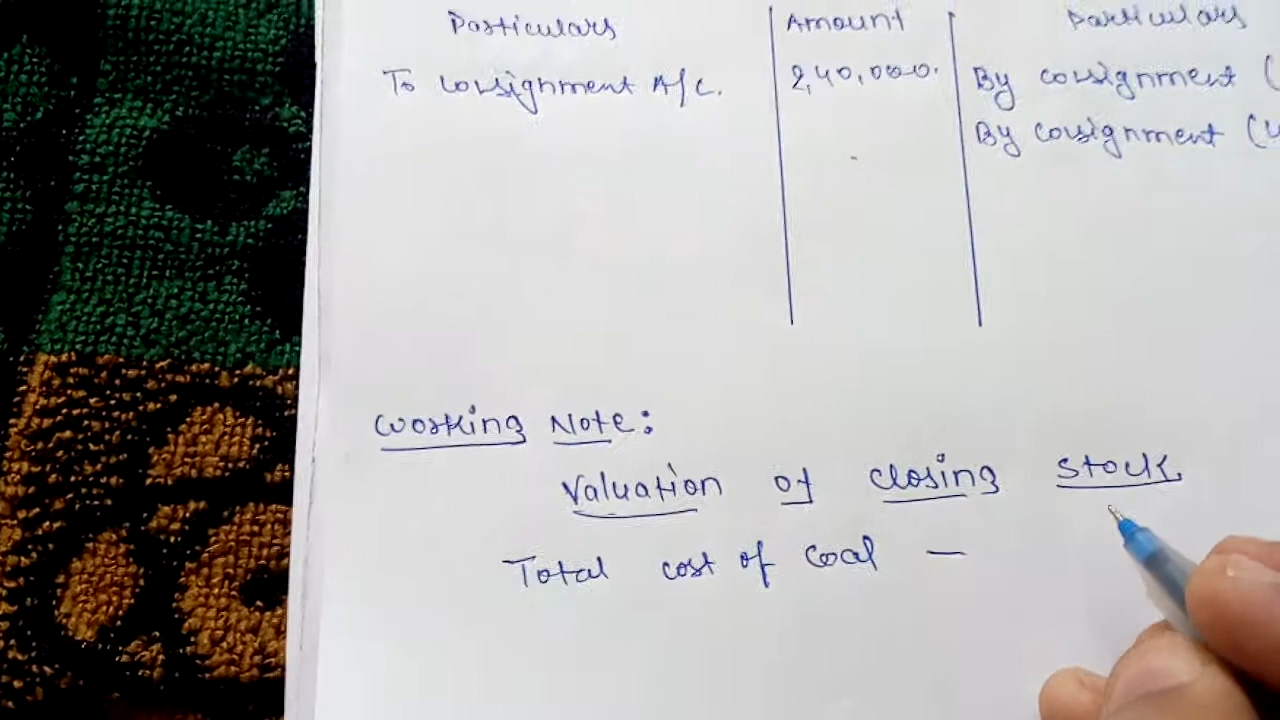 Particulars Amount Particulars
To Consignment A/c. 2,40,000. By consignment (
By consignment (
Working Note:
Valuation of closing stock
Total cost of coal —